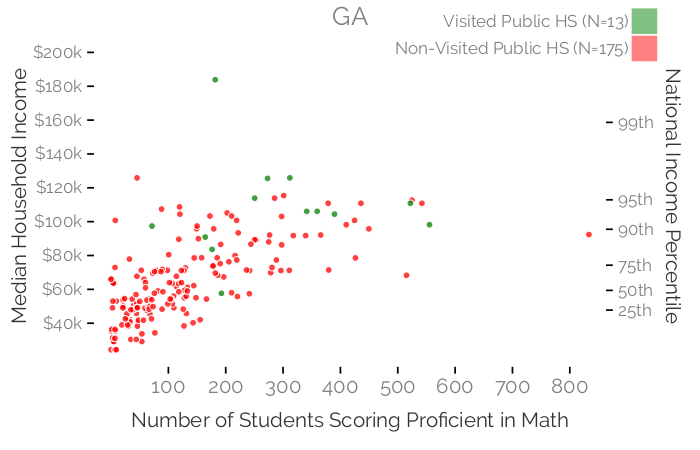 GA
Visited Public HS (N=13)
Non-Visited Public HS (N=175)
Median Household Income
$200k
$180k
$160k
$140k
$120k
$100k
$80k
$60k
$40k
National Income Percentile
99th
95th
90th
75th
50th
25th
100 200 300 400 500 600 700 800
Number of Students Scoring Proficient in Math